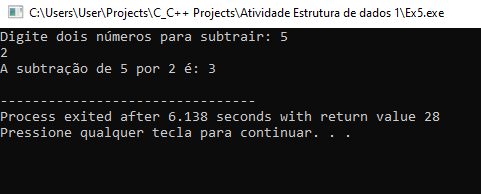 C:\Users\User\Projects\C_C++ Projects\Atividade Estrutura de dados 1\Ex5.exe
Digite dois números para subtrair: 5
2
A subtração de 5 por 2 é: 3
--------------------------------
Process exited after 6.138 seconds with return value 28
Pressione qualquer tecla para continuar. . .